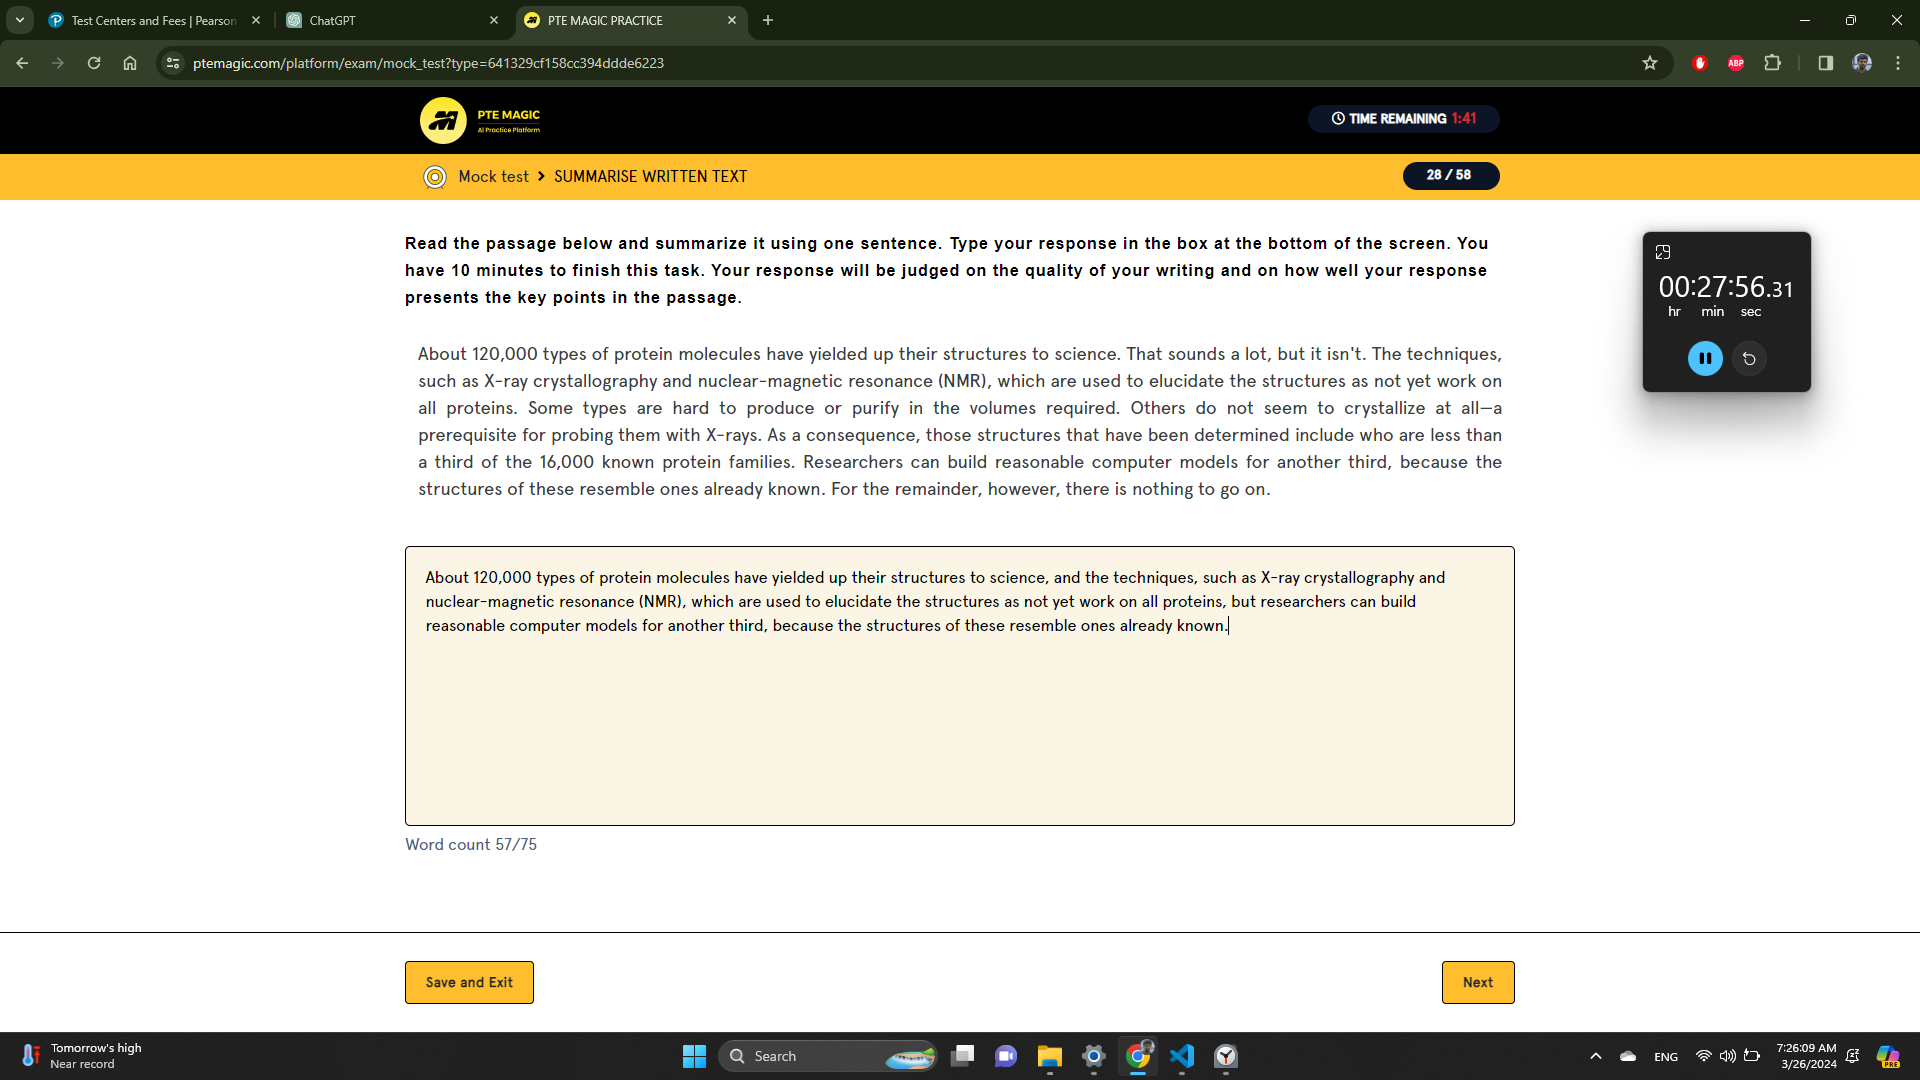 Test Centers and Fees | Pearson
ChatGPT
PTE MAGIC PRACTICE
ptemagic.com/platform/exam/mock_test?type=641329cf158cc394ddde6223
ABP
PTE MAGIC
AI Practice Platform
TIME REMAINING 1:41
Mock test > SUMMARISE WRITTEN TEXT
28 / 58
Read the passage below and summarize it using one sentence. Type your response in the box at the bottom of the screen. You
have 10 minutes to finish this task. Your response will be judged on the quality of your writing and on how well your response
presents the key points in the passage.
00:27:56.31
hr min sec
About 120,000 types of protein molecules have yielded up their structures to science. That sounds a lot, but it isn't. The techniques,
such as X-ray crystallography and nuclear-magnetic resonance (NMR), which are used to elucidate the structures as not yet work on
all proteins. Some types are hard to produce or purify in the volumes required. Others do not seem to crystallize at all—a
prerequisite for probing them with X-rays. As a consequence, those structures that have been determined include who are less than
a third of the 16,000 known protein families. Researchers can build reasonable computer models for another third, because the
structures of these resemble ones already known. For the remainder, however, there is nothing to go on.
About 120,000 types of protein molecules have yielded up their structures to science, and the techniques, such as X-ray crystallography and
nuclear-magnetic resonance (NMR), which are used to elucidate the structures as not yet work on all proteins, but researchers can build
reasonable computer models for another third, because the structures of these resemble ones already known.
Word count 57/75
Save and Exit
Next
Tomorrow's high
Near record
Search
ENG
7:26:09 AM
3/26/2024
PRE